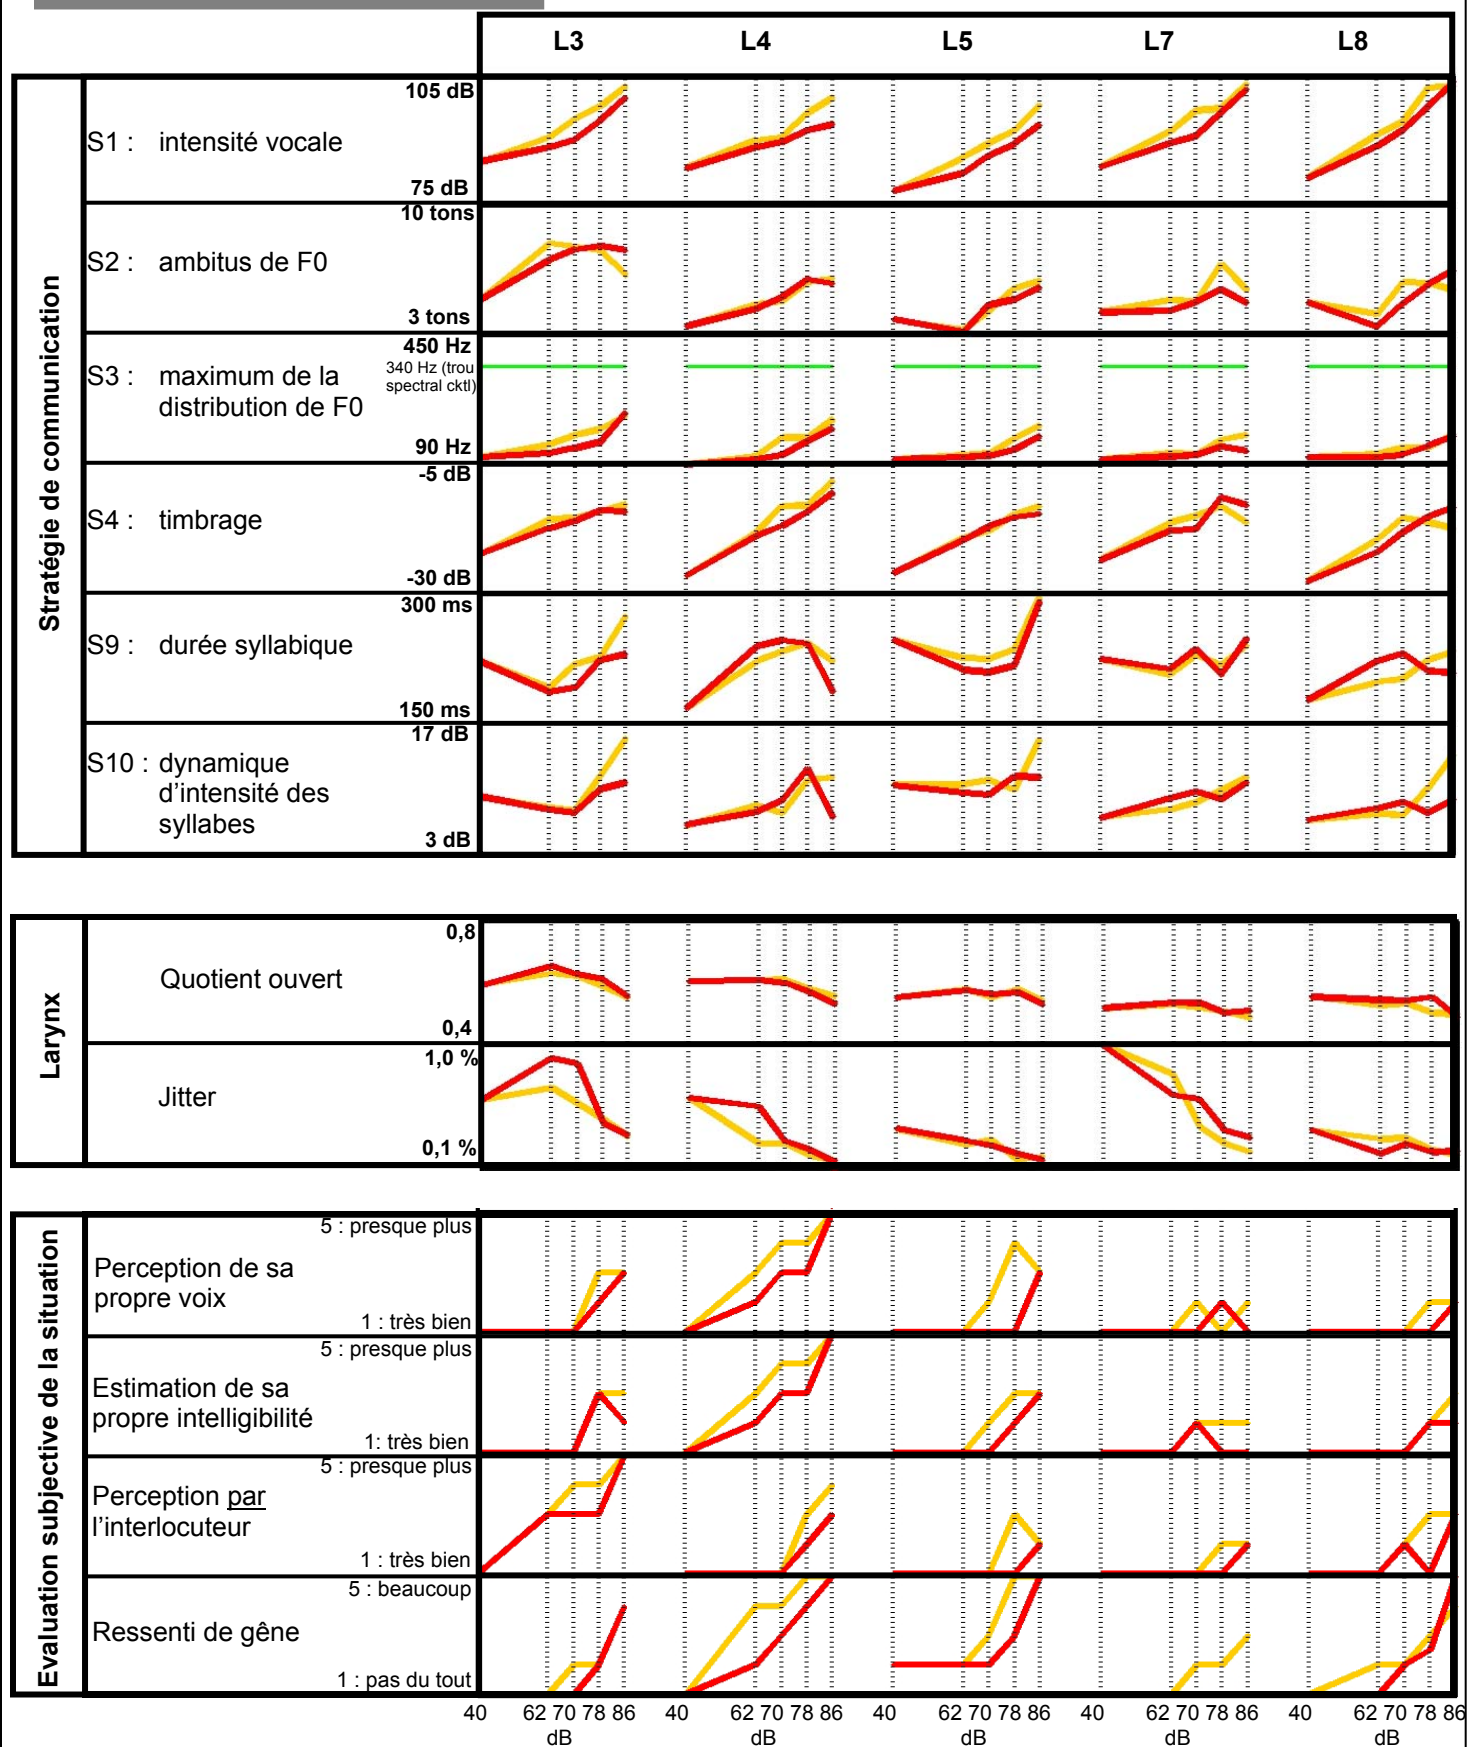 L3 L4 L5 L7 L8
Stratégie de communication
105 dB
S1 : intensité vocale
75 dB
10 tons
S2 : ambitus de F0
3 tons
450 Hz
340 Hz (trou
spectral cktl)
S3 : maximum de la
distribution de F0
90 Hz
-5 dB
S4 : timbrage
-30 dB
300 ms
S9 : durée syllabique
150 ms
17 dB
S10 : dynamique
d'intensité des
syllabes
3 dB
Larynx
0,8
Quotient ouvert
0,4
1,0 %
Jitter
0,1 %
Evaluation subjective de la situation
5 : presque plus
Perception de sa
propre voix
1 : très bien
5 : presque plus
Estimation de sa
propre intelligibilité
1: très bien
5 : presque plus
Perception par
l'interlocuteur
1 : très bien
5 : beaucoup
Ressenti de gêne
1 : pas du tout
40 62 70 78 86 40 62 70 78 86 40 62 70 78 86 40 62 70 78 86 40 62 70 78 86
dB dB dB dB dB